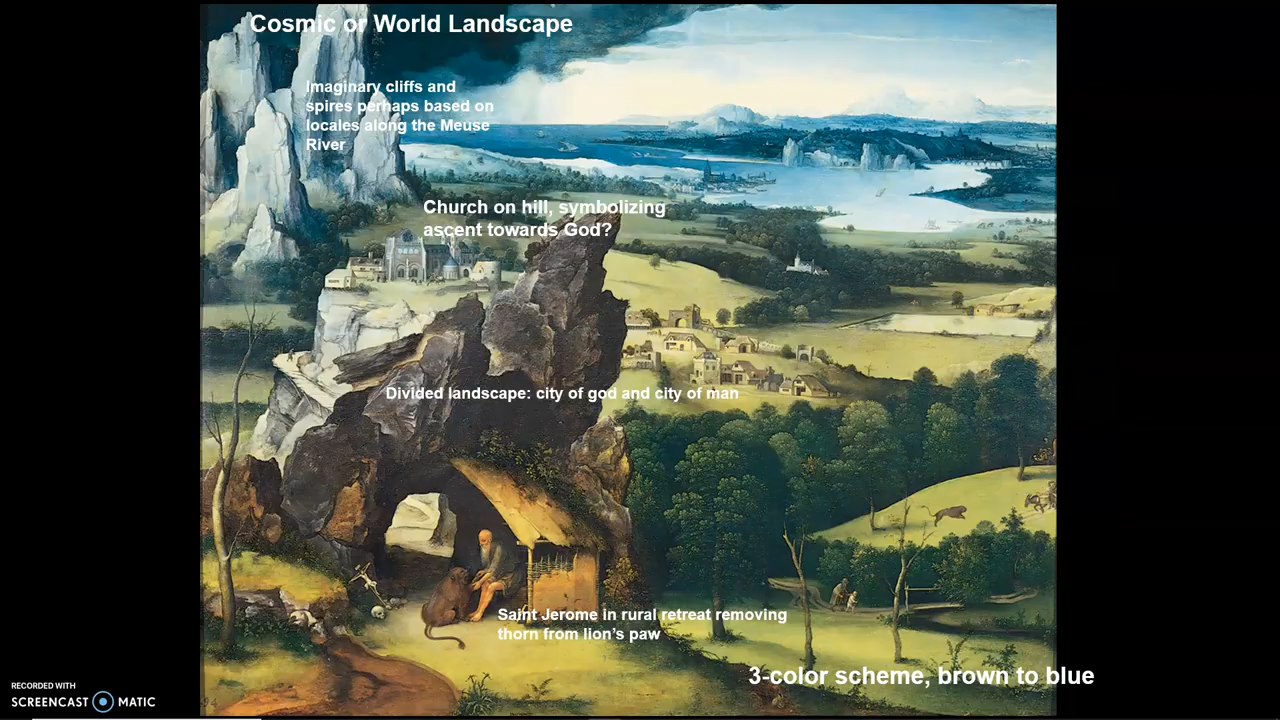 Cosmic or World Landscape
Imaginary cliffs and
spires perhaps based on
locales along the Meuse
River
Church on hill, symbolizing
ascent towards God?
Divided landscape: city of god and city of man
Saint Jerome in rural retreat removing
thorn from lion’s paw
3-color scheme, brown to blue
RECORDED WITH
SCREENCAST MATIC